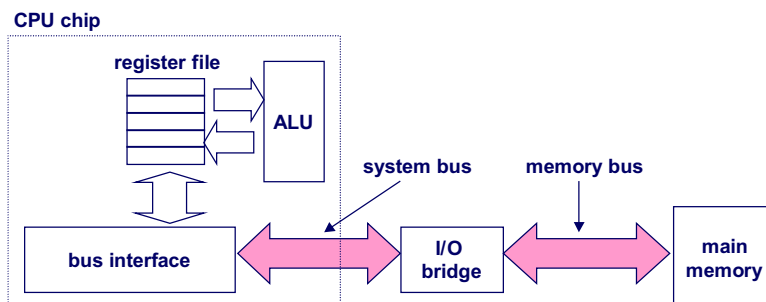 CPU chip
register file
ALU
system bus
memory bus
bus interface
I/O
bridge
main
memory